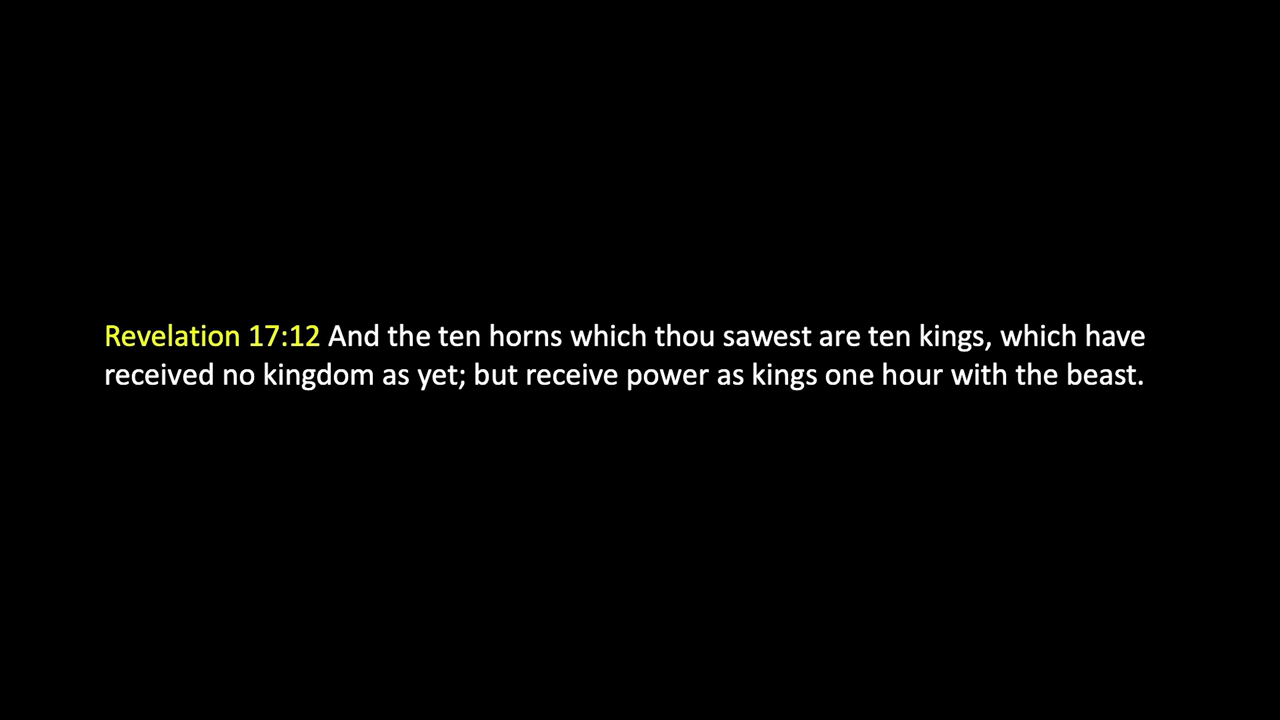 Revelation 17:12 And the ten horns which thou sawest are ten kings, which have
received no kingdom as yet; but receive power as kings one hour with the beast.